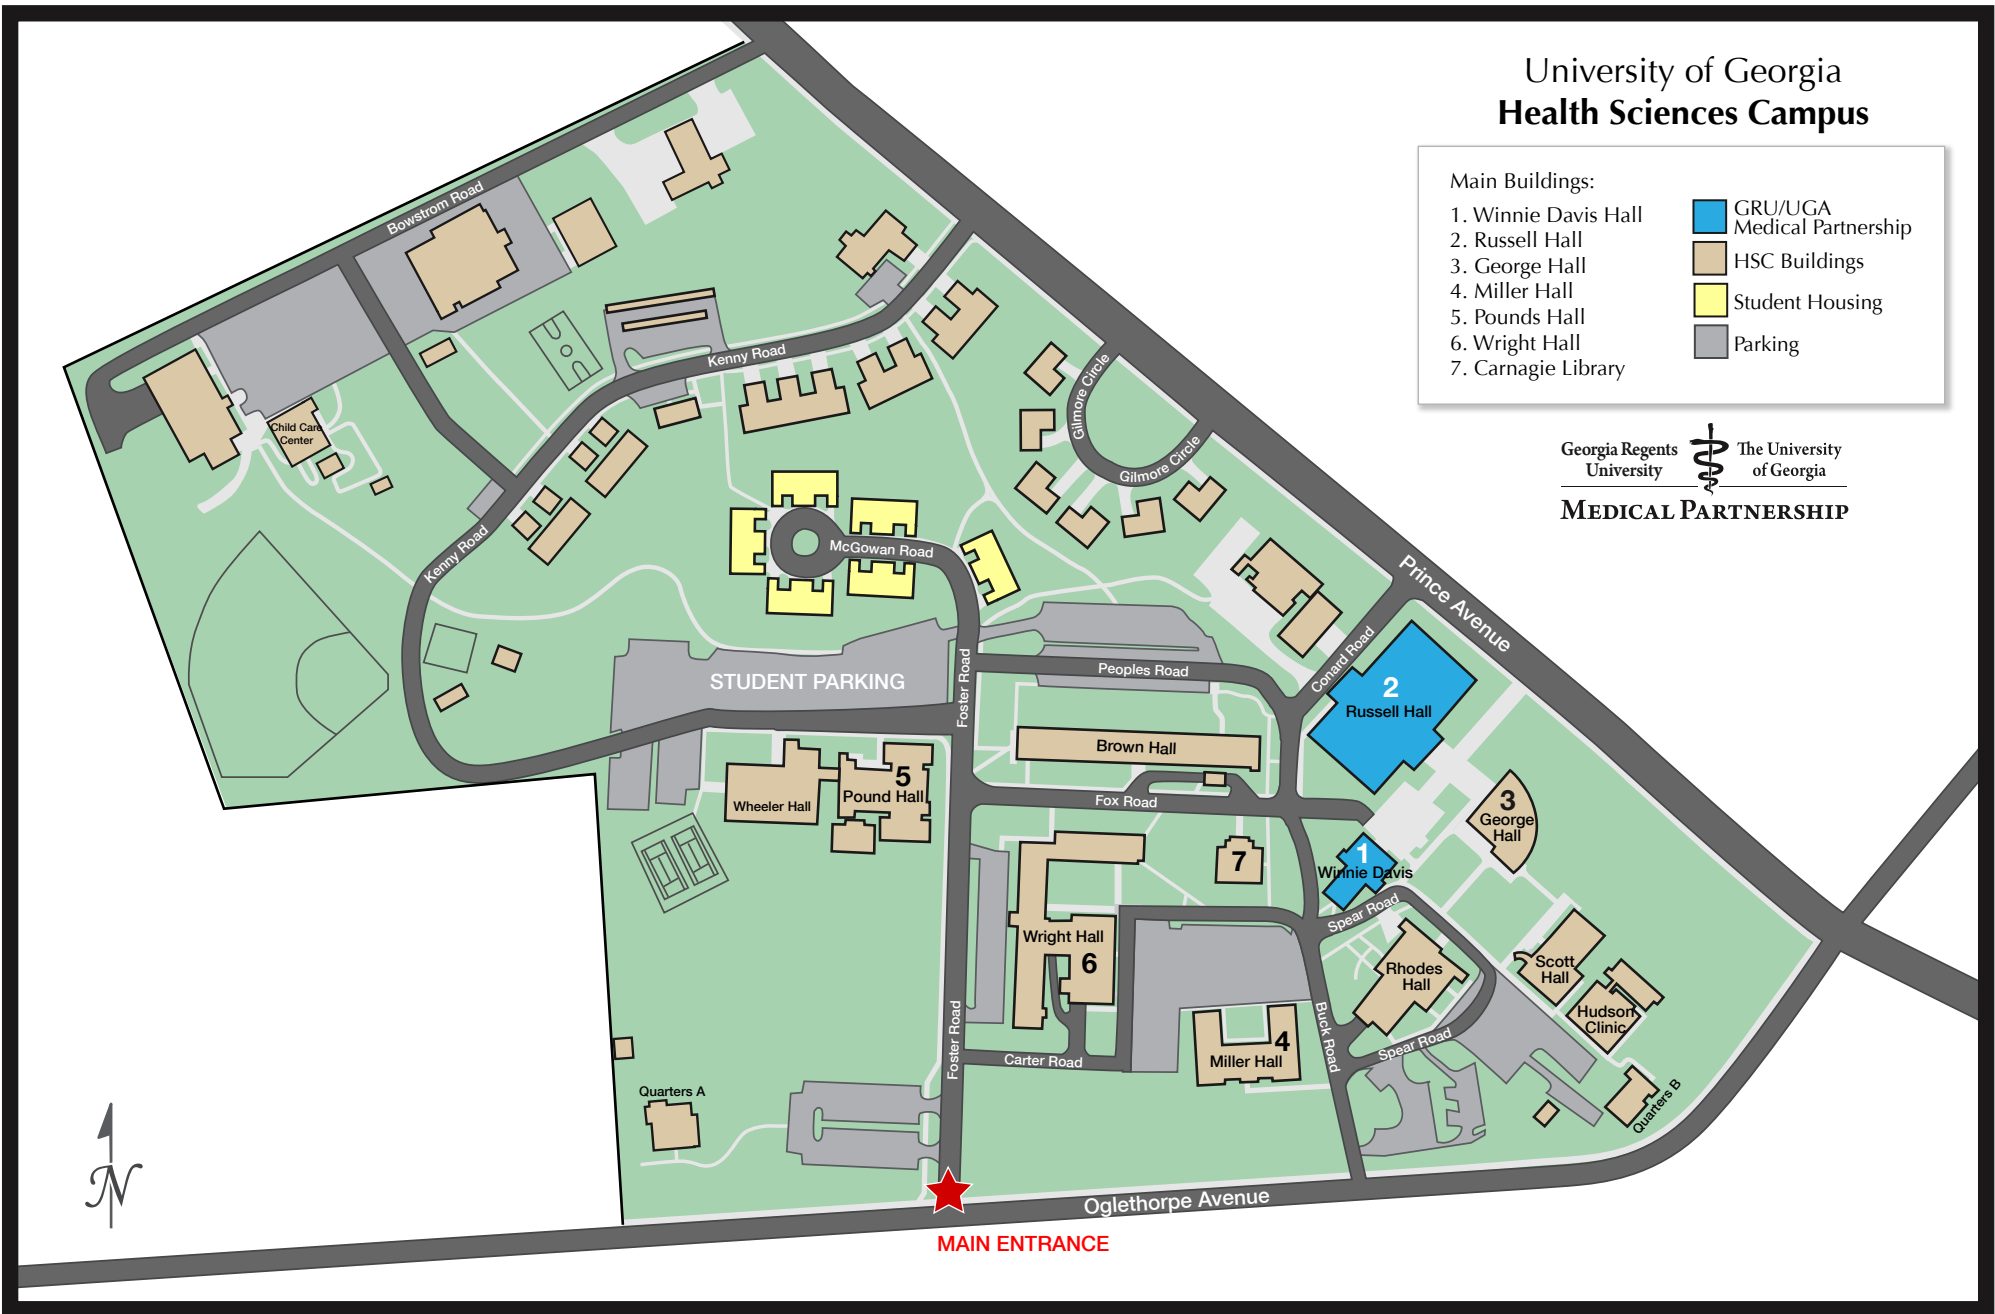 University of Georgia
Health Sciences Campus
Main Buildings:
1. Winnie Davis Hall
2. Russell Hall
3. George Hall
4. Miller Hall
5. Pounds Hall
6. Wright Hall
7. Carnagie Library
GRU/UGA
Medical Partnership
HSC Buildings
Student Housing
Parking
Georgia Regents
University
The University
of Georgia
MEDICAL PARTNERSHIP
Bowstrom Road
Kenny Road
Gilmore Circle
Gilmore Circle
Child Care
Center
Kenny Road
McGowan Road
Prince Avenue
Conard Road
STUDENT PARKING
Foster Road
Peoples Road
2
Russell Hall
Brown Hall
5
Pound Hall
Wheeler Hall
Fox Road
3
George
Hall
1
Winnie Davis
7
Spear Road
Wright Hall
6
Rhodes
Hall
Scott
Hall
Hudson
Clinic
Foster Road
Carter Road
Buck Road
Spear Road
4
Miller Hall
Quarters A
Quarters B
N
Oglethorpe Avenue
MAIN ENTRANCE